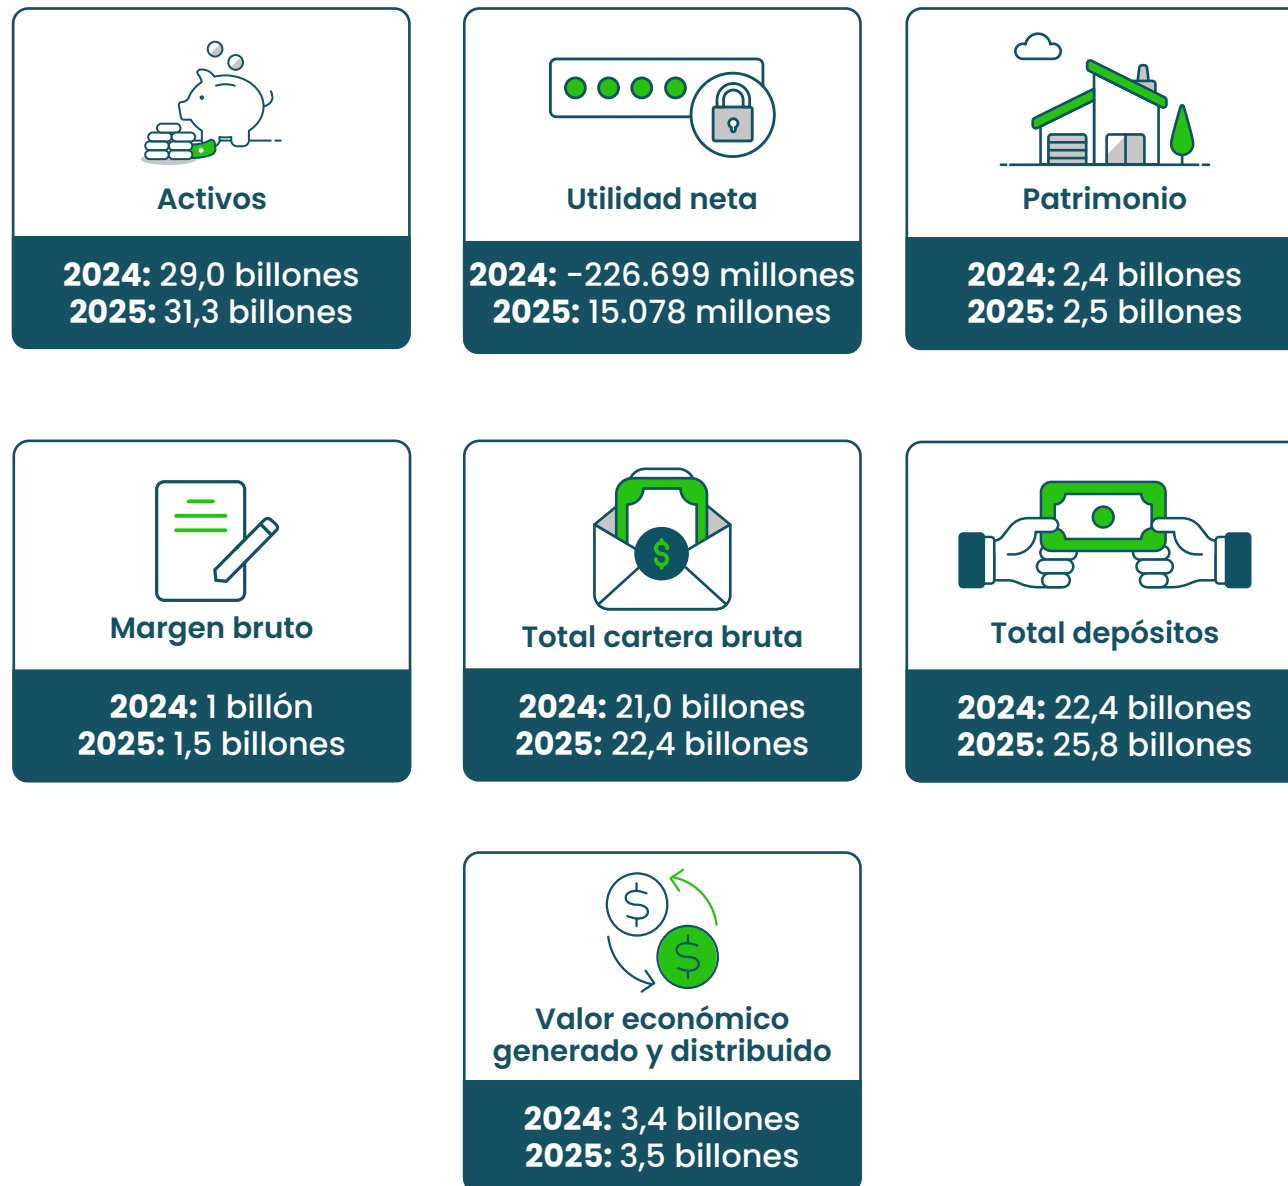 Activos
2024: 29,0 billones
2025: 31,3 billones
Utilidad neta
2024: -226.699 millones
2025: 15.078 millones
Patrimonio
2024: 2,4 billones
2025: 2,5 billones
Margen bruto
2024: 1 billón
2025: 1,5 billones
$
Total cartera bruta
2024: 21,0 billones
2025: 22,4 billones
Total depósitos
2024: 22,4 billones
2025: 25,8 billones
$
$
Valor económico
generado y distribuido
2024: 3,4 billones
2025: 3,5 billones